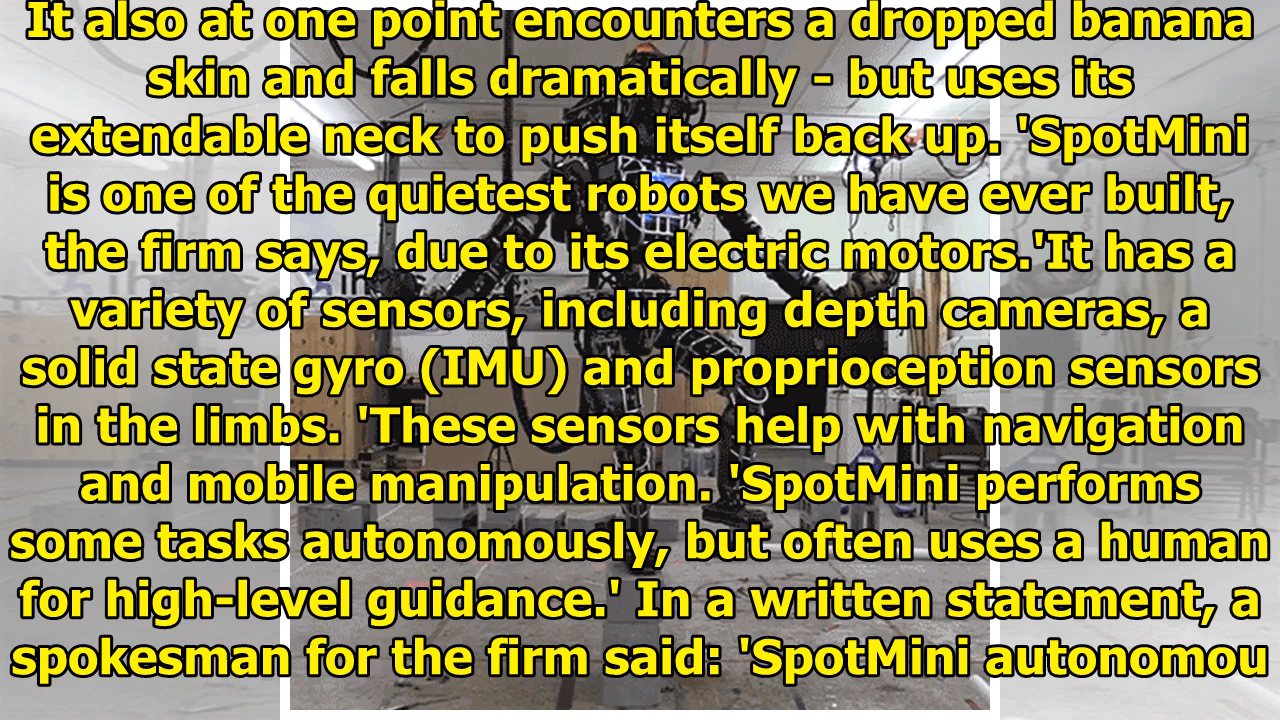 It also at one point encounters a dropped banana
skin and falls dramatically - but uses its
extendable neck to push itself back up. 'SpotMini
is one of the quietest robots we have ever built,
the firm says, due to its electric motors.'It has a
variety of sensors, including depth cameras, a
solid state gyro (IMU) and proprioception sensors
in the limbs. 'These sensors help with navigation
and mobile manipulation. 'SpotMini performs
some tasks autonomously, but often uses a human
for high-level guidance.' In a written statement, a
spokesman for the firm said: 'SpotMini autonomou